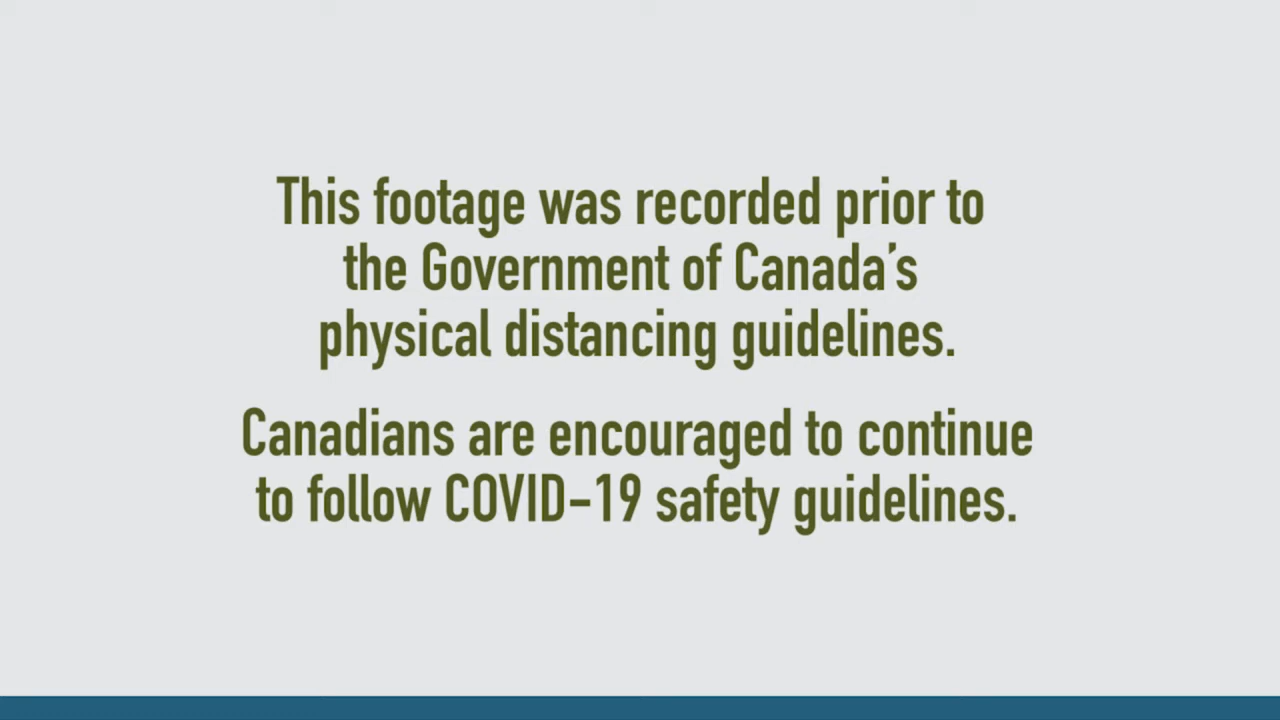 This footage was recorded prior to
the Government of Canada's
physical distancing guidelines.
Canadians are encouraged to continue
to follow COVID-19 safety guidelines.